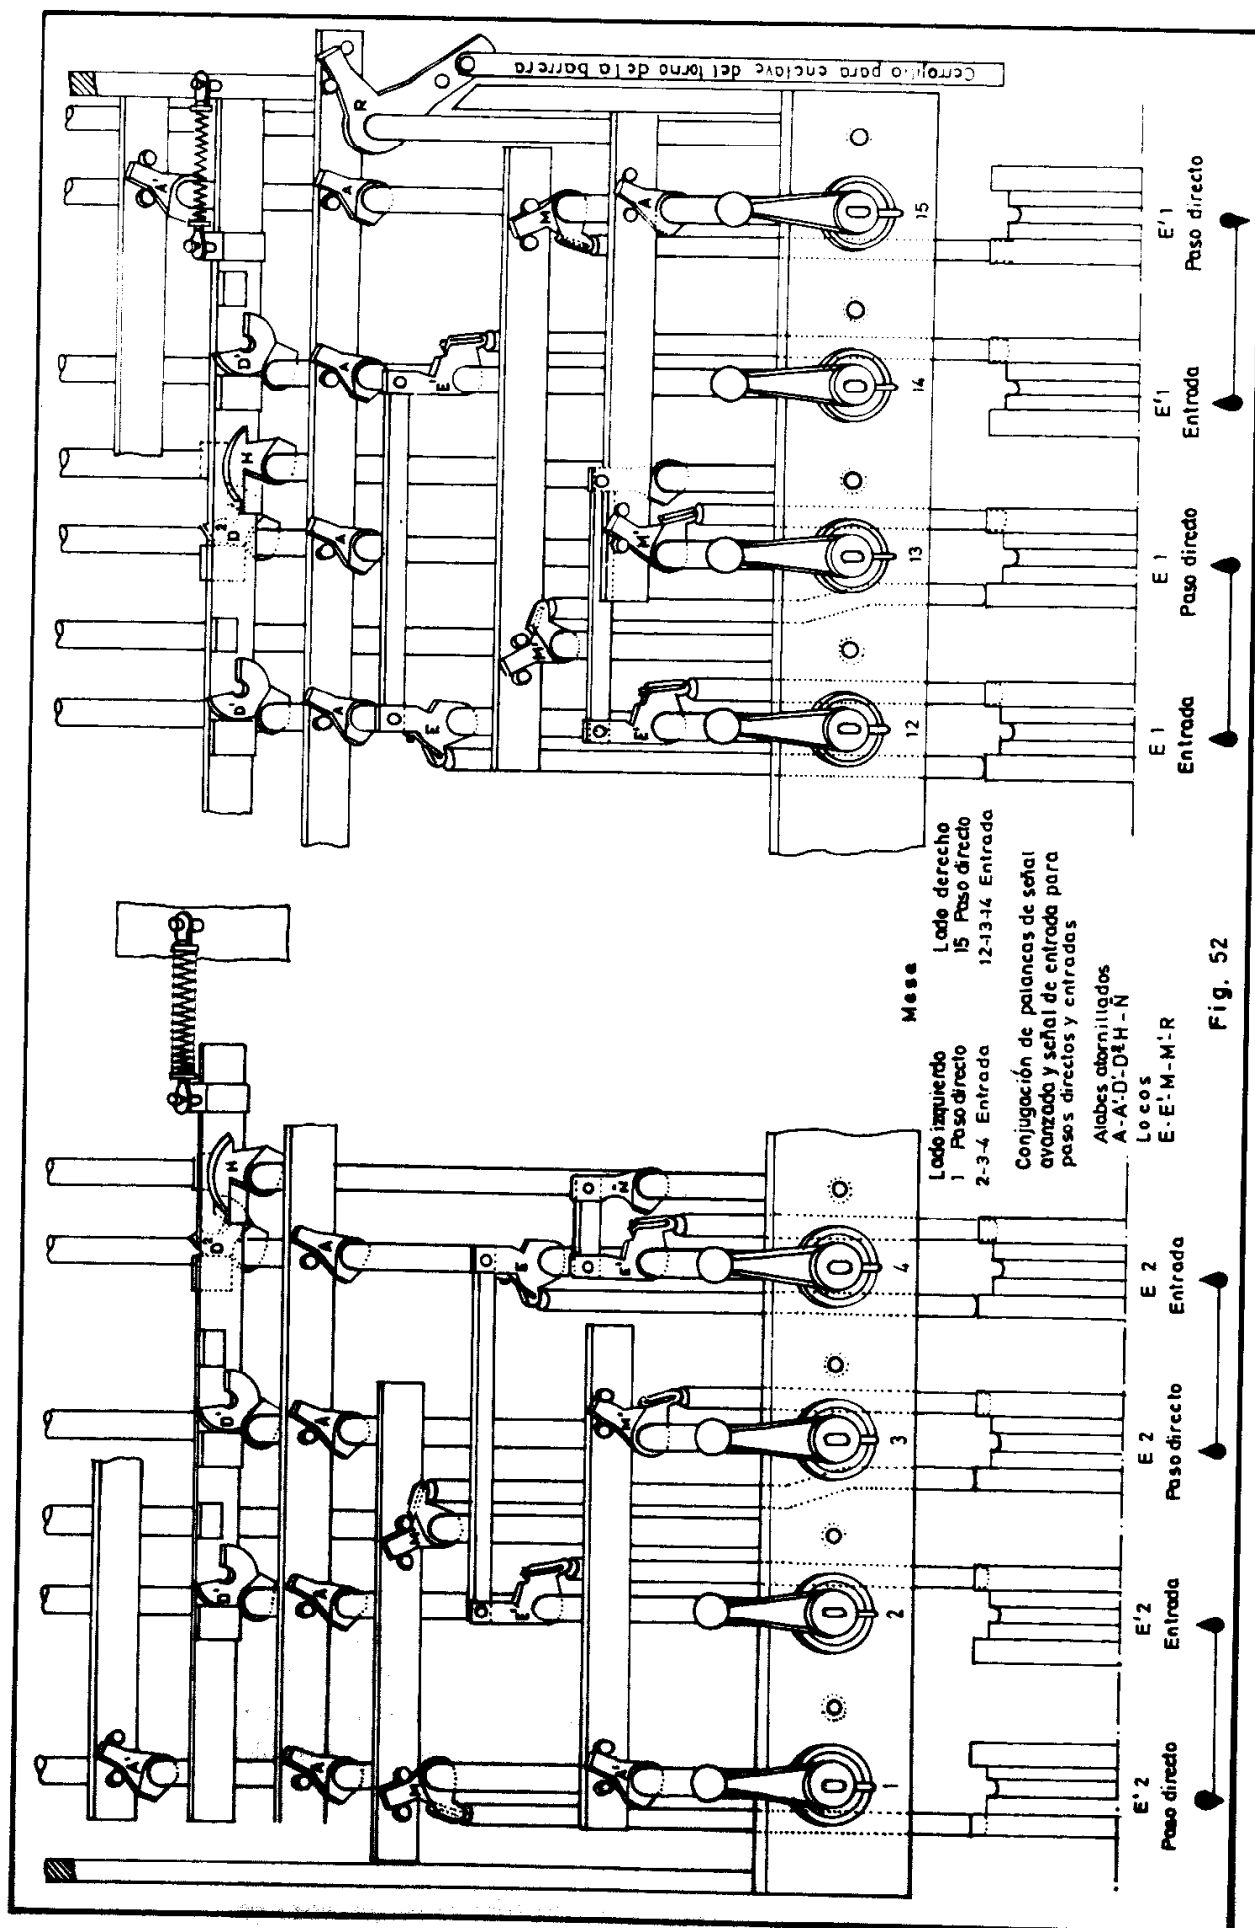 Cerrojillo para enclave del torno de la barrera
A'
A
R
D'
A
H
D²
A
D'
A
E'
E
M
A
M'
M'
E'
15
14
13
12
E'1
Paso directo
E'1
Entrada
E 1
Paso directo
E 1
Entrada
Mesa
Lado izquierdo
1 Paso directo
2-3-4 Entrada
Lado derecho
15 Paso directo
12-13-14 Entrada
Conjugación de palancas de señal
avanzada y señal de entrada para
pasos directos y entradas
Alabes atornillados
A-A'-D'-D²H-Ñ
Locos
E-E'-M-M'-R
Fig. 52
A'
A
M
A'
D'
A
E'
M'
D'
A
M'
D²
A
E
E'
H
1
2
3
4
E'2
Paso directo
E'2
Entrada
E 2
Paso directo
E 2
Entrada